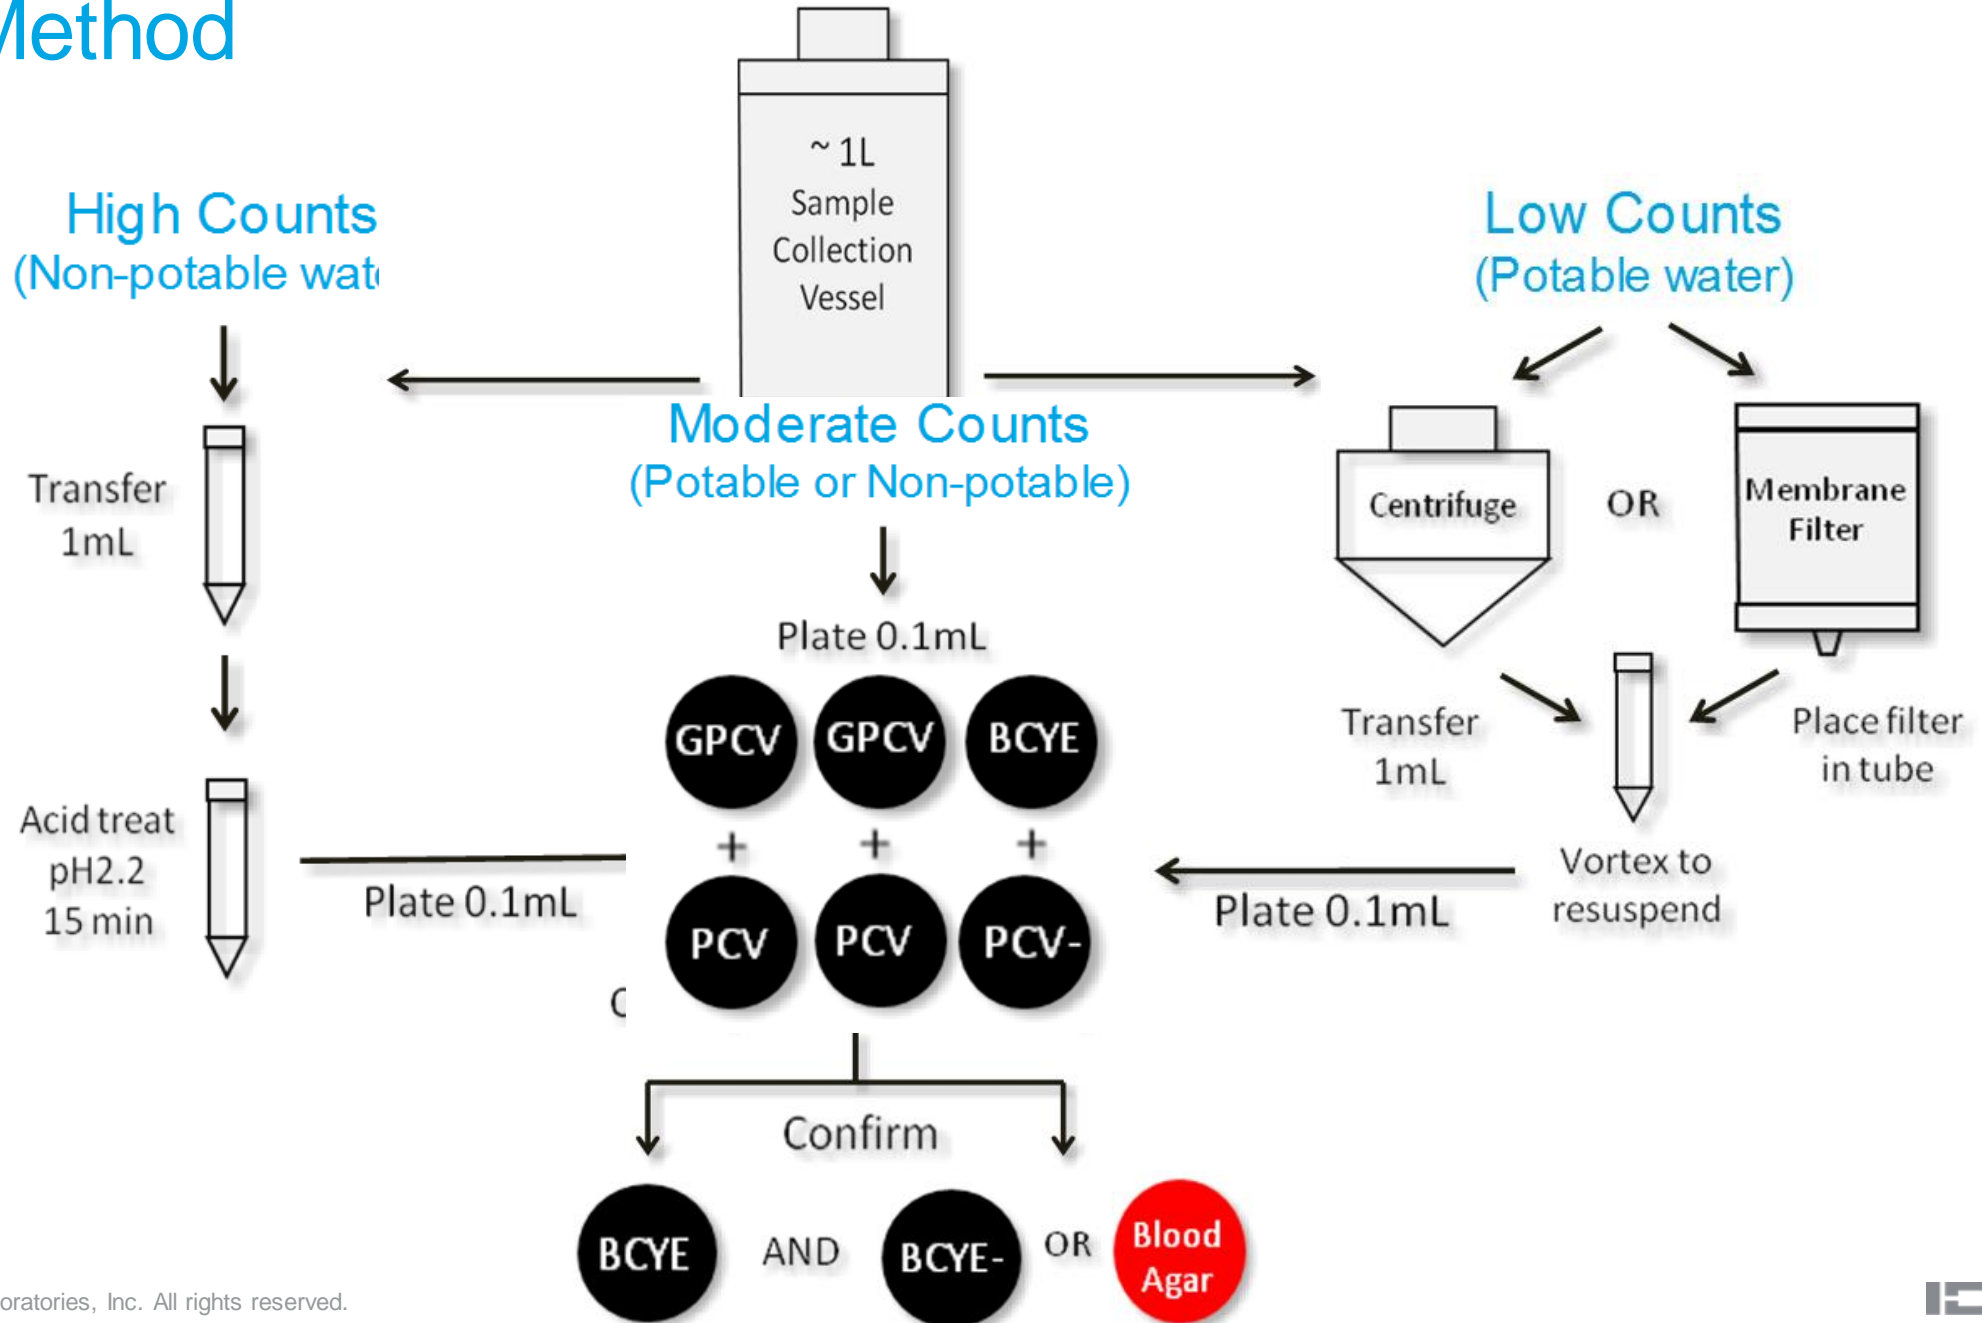 Method
~ 1L
Sample
Collection
Vessel
High Counts
(Non-potable
Low Counts
(Potable water)
Moderate Counts
(Potable or Non-potable)
Transfer
1mL
Centrifuge
OR
Membrane
Filter
Plate 0.1mL
GPCV GPCV BCYE
+ + +
PCV PCV PCV-
Transfer
1mL
Place filter
in tube
Acid treat
pH2.2
15 min
Plate 0.1mL
Vortex to
resuspend
Plate 0.1mL
Confirm
BCYE AND BCYE- OR Blood
Agar
Inc. All rights reserved.